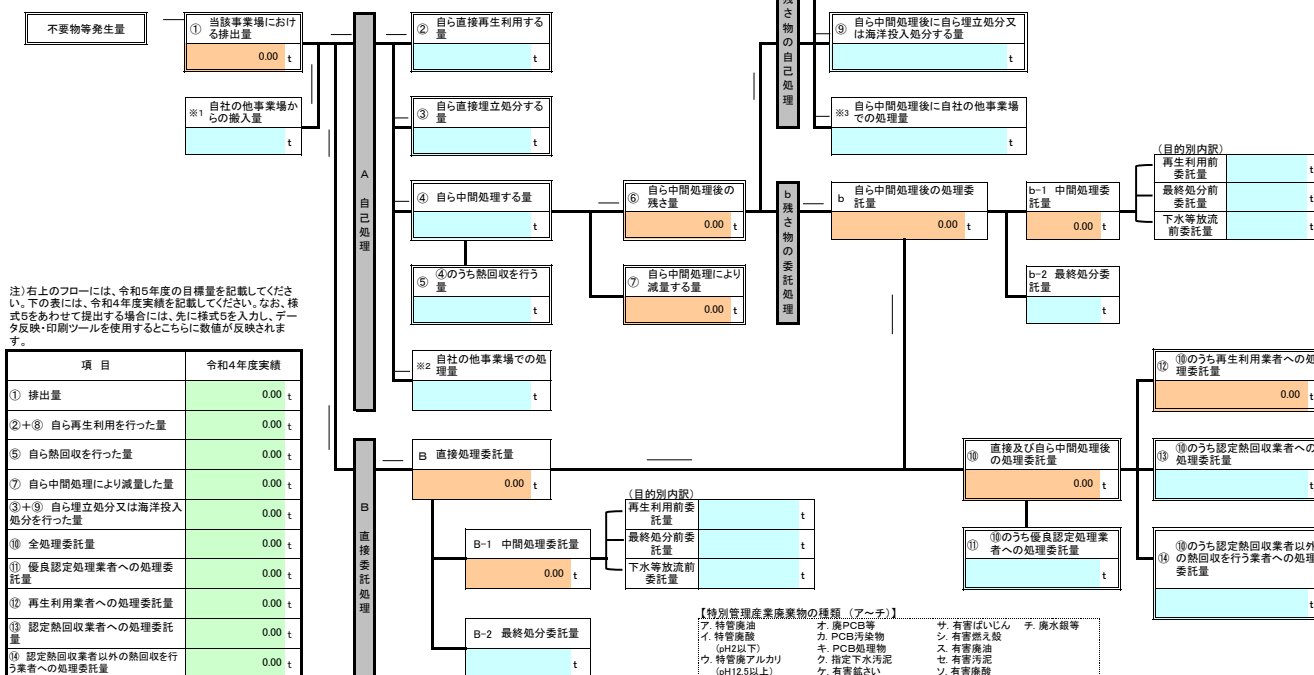 不要物等発生量
①
当該事業場におけ
る排出量
0.00 t
※1
自社の他事業場か
らの搬入量
t
A 自己処理
②
自ら直接再生利用する
量
t
③
自ら直接埋立処分する
量
t
④ 自ら中間処理する量
t
⑤
④のうち熱回収を行う
量
t
※2
自社の他事業場での処
理量
t
⑥
自ら中間処理後の
残さ量
0.00 t
⑦
自ら中間処理により
減量する量
0.00 t
さ物の自己処理
⑨
自ら中間処理後に自ら埋立処分又
は海洋投入処分する量
t
※3
自ら中間処理後に自社の他事業場
での処理量
t
b残さ物の委託処理
b
自ら中間処理後の処理委
託量
0.00 t
b-1 中間処理委
託量
0.00 t
b-2 最終処分委
託量
t
(目的別内訳)
再生利用前
委託量
t
最終処分前
委託量
t
下水等放流
前委託量
t
注)右上のフローには、令和5年度の目標量を記載してくださ
い。下の表には、令和4年度実績を記載してください。なお、様
式5をあわせて提出する場合には、先に様式5を入力し、デー
タ反映・印刷ツールを使用するとこちらに数値が反映されま
す。
項 目 令和4年度実績
① 排出量 0.00 t
②+⑧ 自ら再生利用を行った量 0.00 t
⑤ 自ら熱回収を行った量 0.00 t
⑦ 自ら中間処理により減量した量 0.00 t
③+⑨ 自ら埋立処分又は海洋投入
処分を行った量 0.00 t
⑩ 全処理委託量 0.00 t
⑪ 優良認定処理業者への処理委
託量 0.00 t
⑫ 再生利用業者への処理委託量 0.00 t
⑬ 認定熱回収業者への処理委託
量 0.00 t
⑭ 認定熱回収業者以外の熱回収を行
う業者への処理委託量 0.00 t
B 直接委託処理
B 直接処理委託量
0.00 t
B-1 中間処理委託量
0.00 t
B-2 最終処分委託量
t
(目的別内訳)
再生利用前委
託量
t
最終処分前委
託量
t
下水等放流前
委託量
t
⑩
直接及び自ら中間処理後
の処理委託量
0.00 t
⑪
⑩のうち優良認定処理業
者への処理委託量
t
⑫
⑩のうち再生利用業者への処
理委託量
0.00 t
⑬
⑩のうち認定熱回収業者への
処理委託量
t
⑭
⑩のうち認定熱回収業者以外
の熱回収を行う業者への処理
委託量
t
【特別管理産業廃棄物の種類 (ア~チ)】
ア. 特管廃油 オ. 廃PCB等 サ. 有害ばいじん チ. 廃水銀等
イ. 特管廃酸 カ. PCB汚染物 シ. 有害燃え殻
(pH2以下) キ. PCB処理物 ス. 有害廃油
ウ. 特管廃アルカリ ク. 指定下水汚泥 セ. 有害汚泥
(pH12.5以上) ケ. 有害鉱さい ソ. 有害廃酸